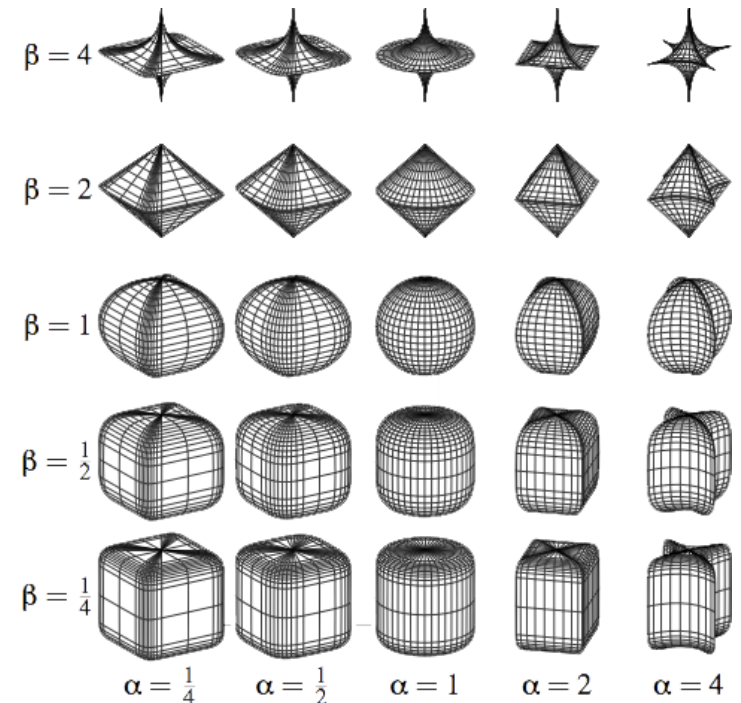 β = 4
β = 2
β = 1
β = 1/2
β = 1/4
α = 1/4 α = 1/2 α = 1 α = 2 α = 4